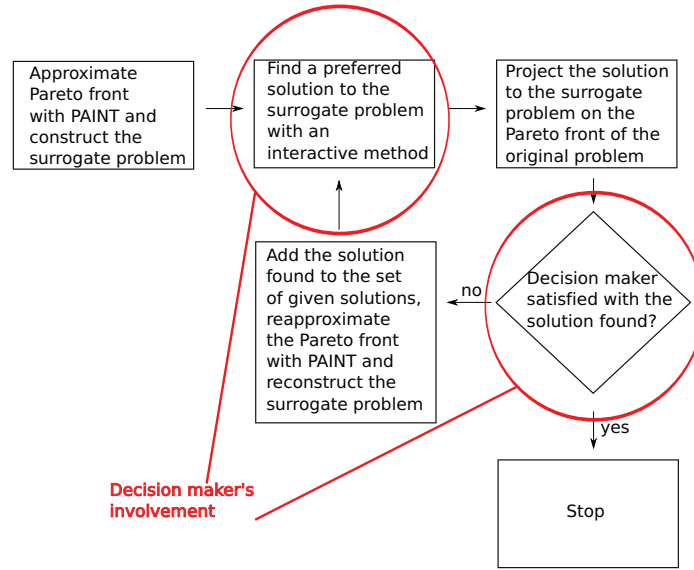 Approximate
Pareto front
with PAINT and
construct the
surrogate problem
Find a preferred
solution to the
surrogate problem
with an
interactive method
Project the solution
to the surrogate
problem on the
Pareto front of the
original problem
Decision maker
satisfied with the
solution found?
no
Add the solution
found to the set
of given solutions,
reapproximate
the Pareto front
with PAINT and
reconstruct the
surrogate problem
yes
Stop
Decision maker's
involvement